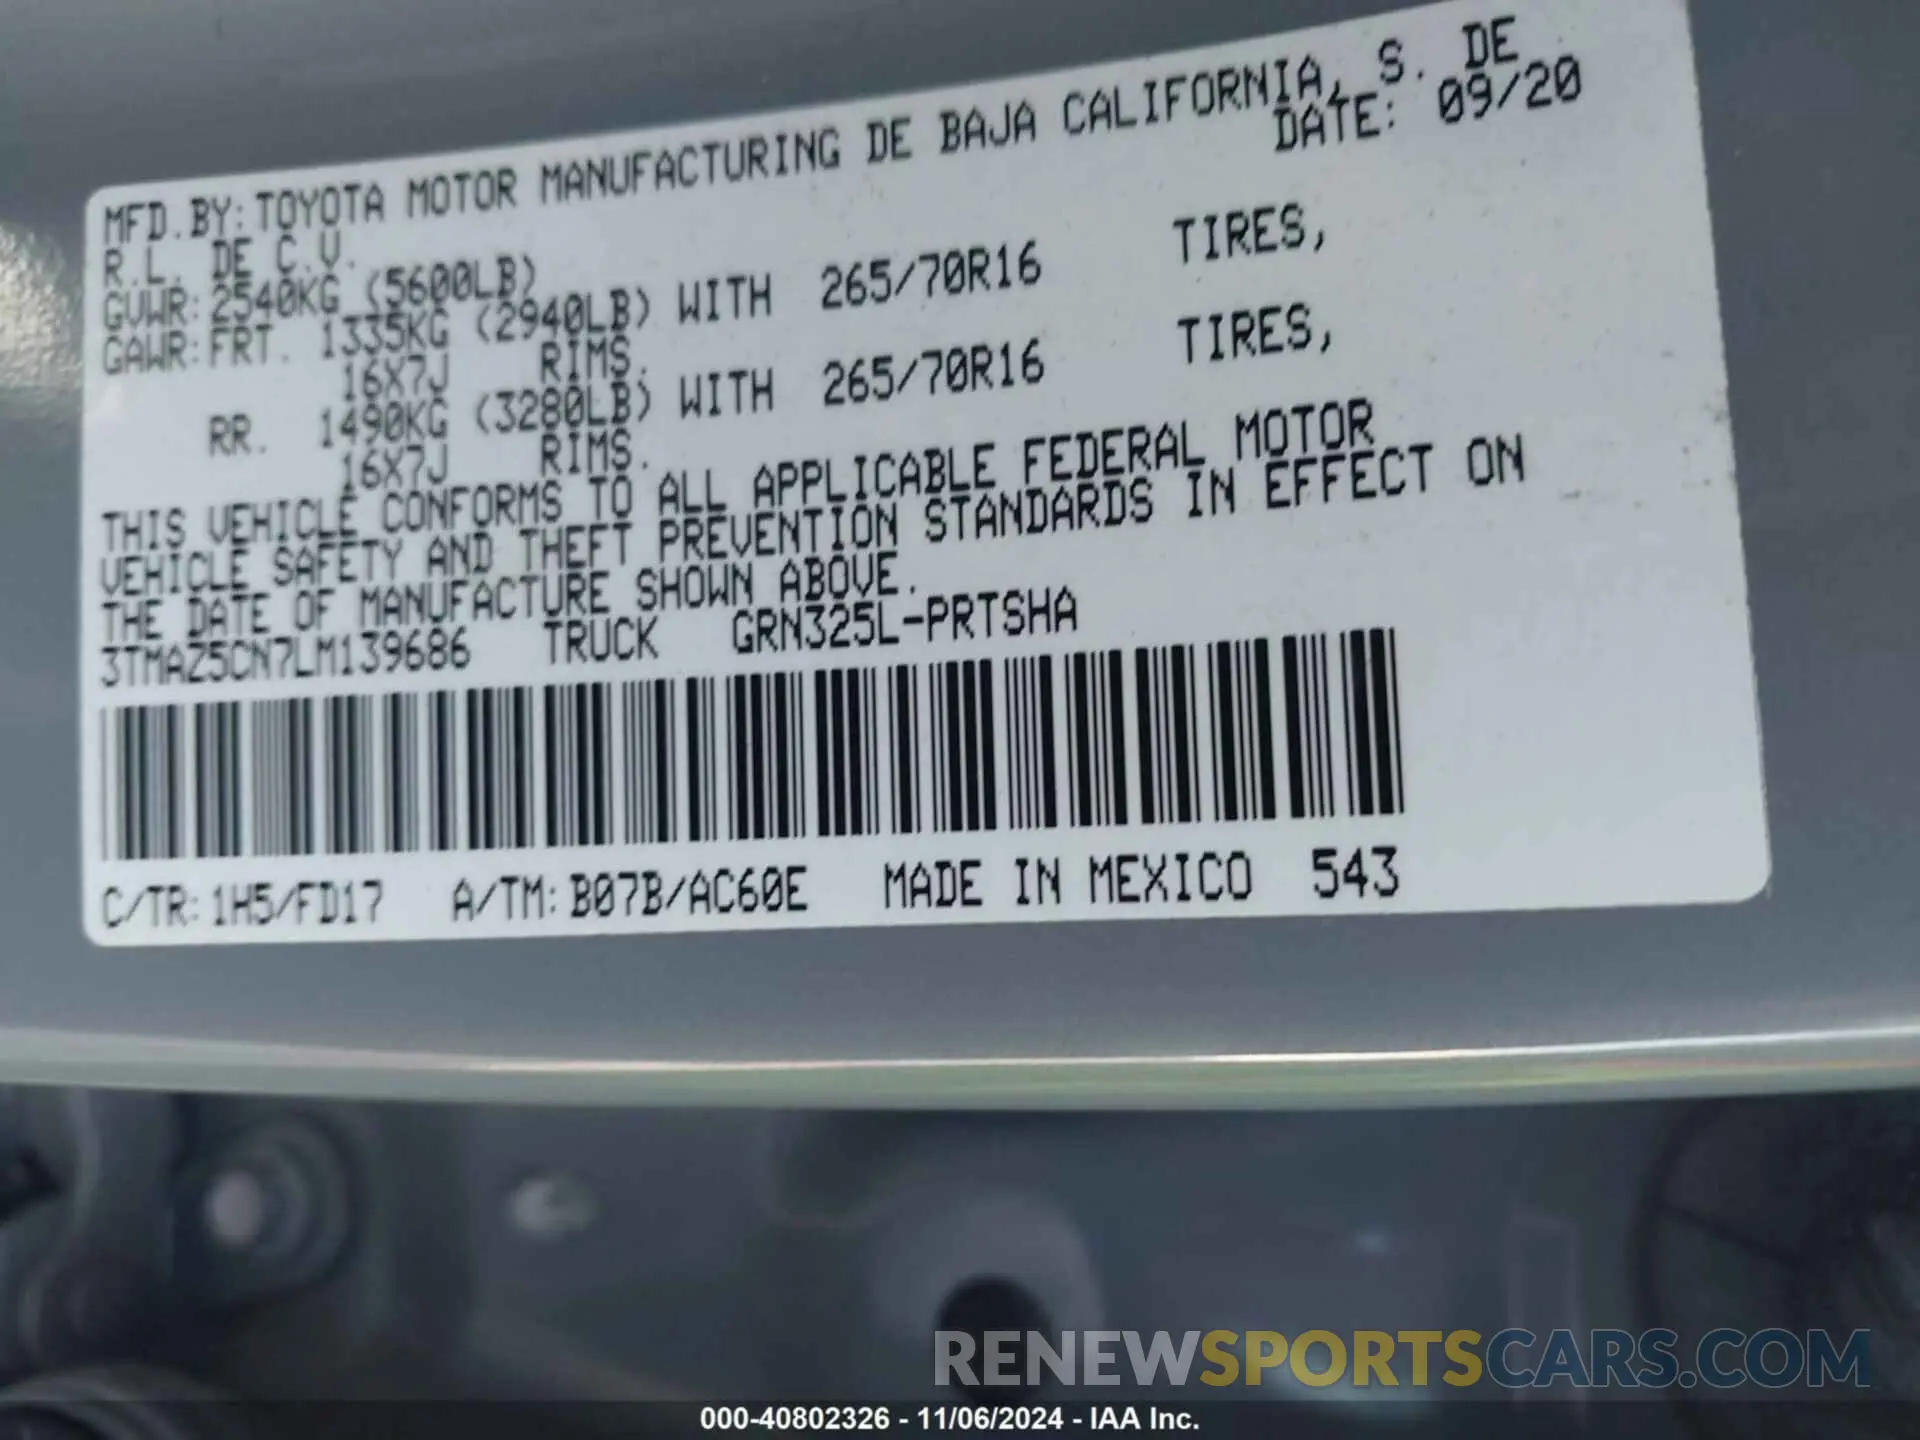 MFD.BY:TOYOTA MOTOR MANUFACTURING DE BAJA CALIFORNIA, S. DE
R.L. DE C.V. DATE: 09/20
GVWR:2540KG (5600LB)
GAWR:FRT. 1335KG (2940LB) WITH 265/70R16 TIRES,
16X7J RIMS.
RR. 1490KG (3280LB) WITH 265/70R16 TIRES,
16X7J RIMS.
THIS VEHICLE CONFORMS TO ALL APPLICABLE FEDERAL MOTOR
VEHICLE SAFETY AND THEFT PREVENTION STANDARDS IN EFFECT ON
THE DATE OF MANUFACTURE SHOWN ABOVE.
3TMAZ5CN7LM139686 TRUCK GRN325L-PRTSHA
C/TR:1H5/FD17 A/TM:B07B/AC60E MADE IN MEXICO 543
RENEWSPORTSCARS.COM
000-40802326 - 11/06/2024 - IAA Inc.